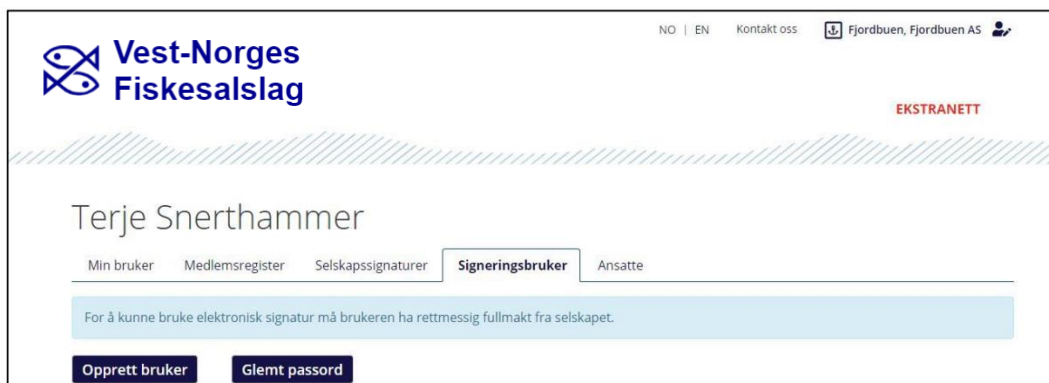 NO | EN Kontakt oss Fjordbuen, Fjordbuen AS
Vest-Norges
Fiskesalslag
EKSTRANETT
Terje Snerthammer
Min bruker Medlemsregister Selskapssignaturer Signeringsbruker Ansatte
For å kunne bruke elektronisk signatur må brukeren ha rettmessig fullmakt fra selskapet.
Opprett bruker Glemt passord